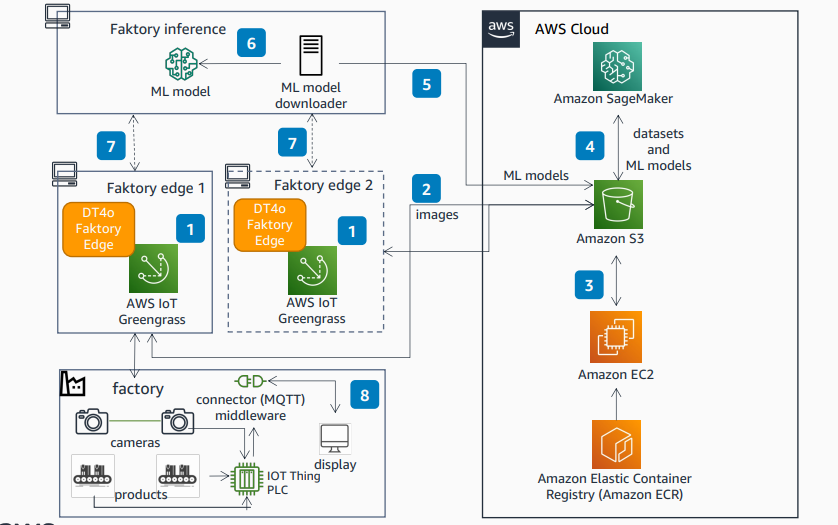 Faktory inference
6
ML model
ML model
downloader
5
7
7
Faktory edge 1
DT4o
Faktory
Edge
1
AWS IoT
Greengrass
Faktory edge 2
DT4o
Faktory
Edge
1
AWS IoT
Greengrass
2
images
factory
8
connector (MQTT)
middleware
cameras
display
IOT Thing
PLC
products
aws
AWS Cloud
Amazon SageMaker
4
datasets
and
ML models
ML models
Amazon S3
3
Amazon EC2
Amazon Elastic Container
Registry (Amazon ECR)